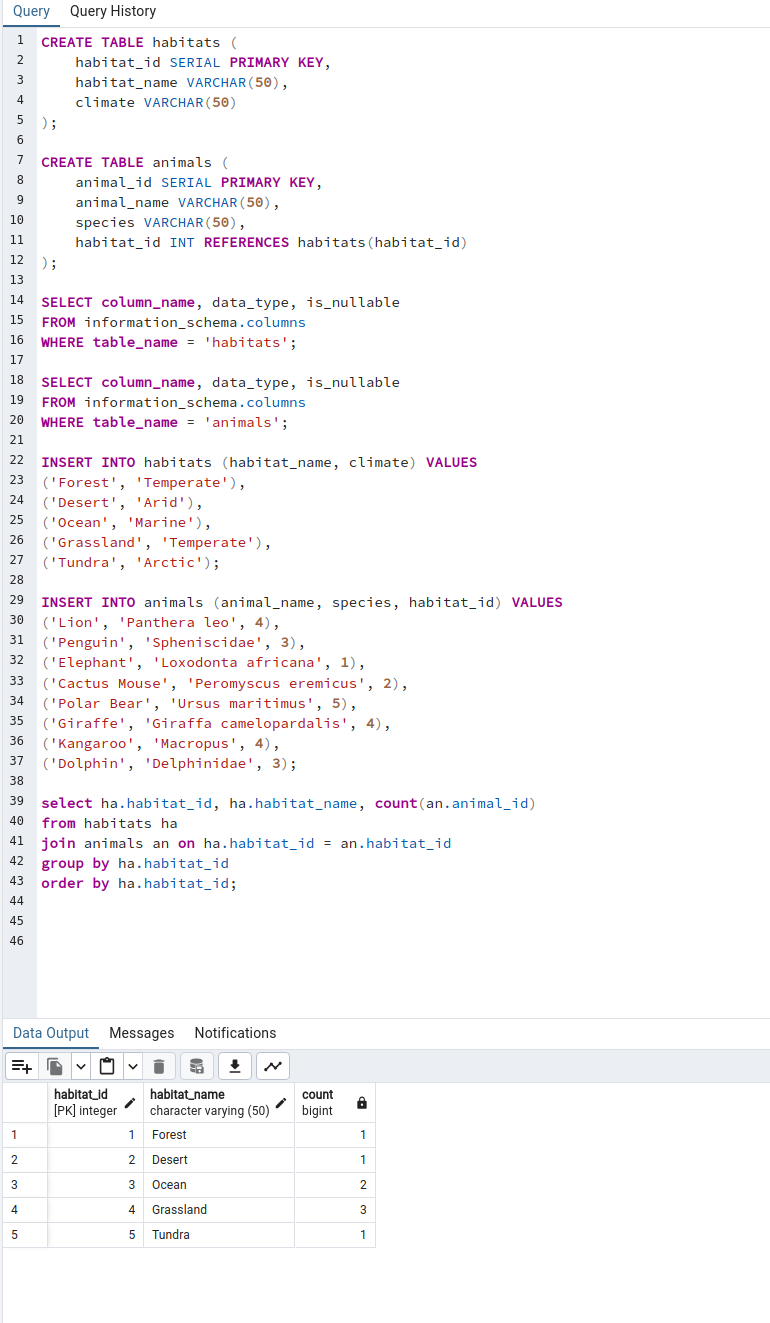 Query Query History
1 CREATE TABLE habitats (
2     habitat_id SERIAL PRIMARY KEY,
3     habitat_name VARCHAR(50),
4     climate VARCHAR(50)
5 );
6
7 CREATE TABLE animals (
8     animal_id SERIAL PRIMARY KEY,
9     animal_name VARCHAR(50),
10     species VARCHAR(50),
11     habitat_id INT REFERENCES habitats(habitat_id)
12 );
13
14 SELECT column_name, data_type, is_nullable
15 FROM information_schema.columns
16 WHERE table_name = 'habitats';
17
18 SELECT column_name, data_type, is_nullable
19 FROM information_schema.columns
20 WHERE table_name = 'animals';
21
22 INSERT INTO habitats (habitat_name, climate) VALUES
23 ('Forest', 'Temperate'),
24 ('Desert', 'Arid'),
25 ('Ocean', 'Marine'),
26 ('Grassland', 'Temperate'),
27 ('Tundra', 'Arctic');
28
29 INSERT INTO animals (animal_name, species, habitat_id) VALUES
30 ('Lion', 'Panthera leo', 4),
31 ('Penguin', 'Spheniscidae', 3),
32 ('Elephant', 'Loxodonta africana', 1),
33 ('Cactus Mouse', 'Peromyscus eremicus', 2),
34 ('Polar Bear', 'Ursus maritimus', 5),
35 ('Giraffe', 'Giraffa camelopardalis', 4),
36 ('Kangaroo', 'Macropus', 4),
37 ('Dolphin', 'Delphinidae', 3);
38
39 select ha.habitat_id, ha.habitat_name, count(an.animal_id)
40 from habitats ha
41 join animals an on ha.habitat_id = an.habitat_id
42 group by ha.habitat_id
43 order by ha.habitat_id;
44
45
46
Data Output Messages Notifications
habitat_id habitat_name count
[PK] integer character varying (50) bigint
1 1 Forest 1
2 2 Desert 1
3 3 Ocean 2
4 4 Grassland 3
5 5 Tundra 1